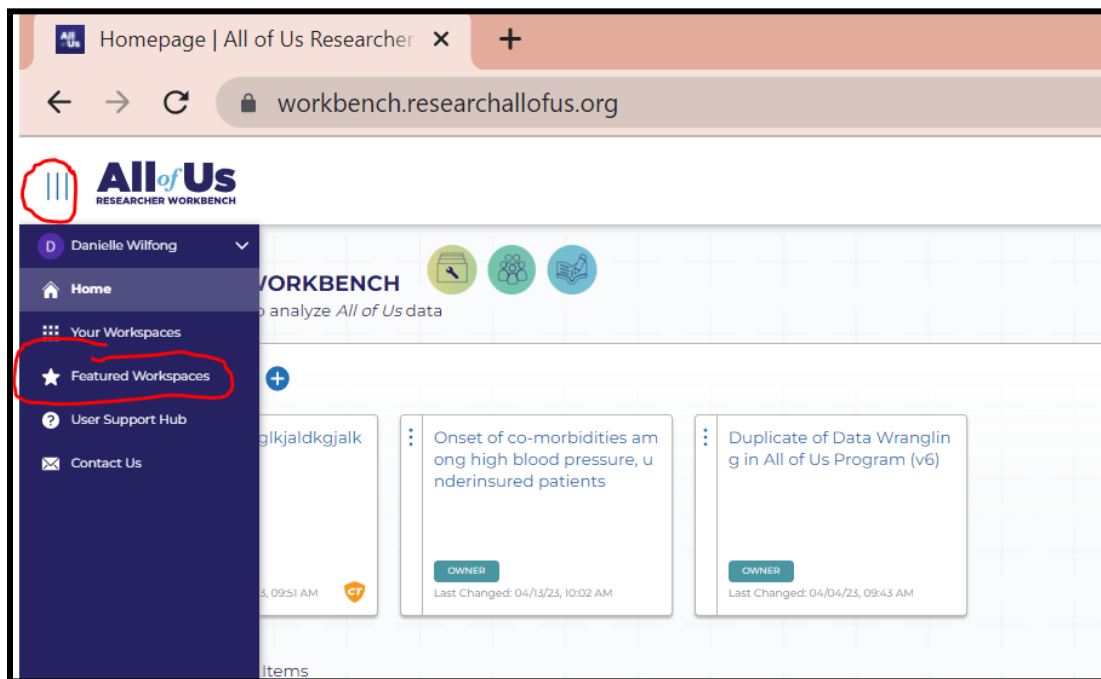 Homepage | All of Us Researcher
workbench.researchallofus.org
All of Us
RESEARCHER WORKBENCH
D Danielle Wilfong
Home
Your Workspaces
Featured Workspaces
User Support Hub
Contact Us
WORKBENCH
analyze All of Us data
glkjaldkgjalk
09:51 AM
CT
Onset of co-morbidities am
ong high blood pressure, u
nderinsured patients
OWNER
Last Changed: 04/13/23, 10:02 AM
Duplicate of Data Wranglin
g in All of Us Program (v6)
OWNER
Last Changed: 04/04/23, 09:43 AM
Items